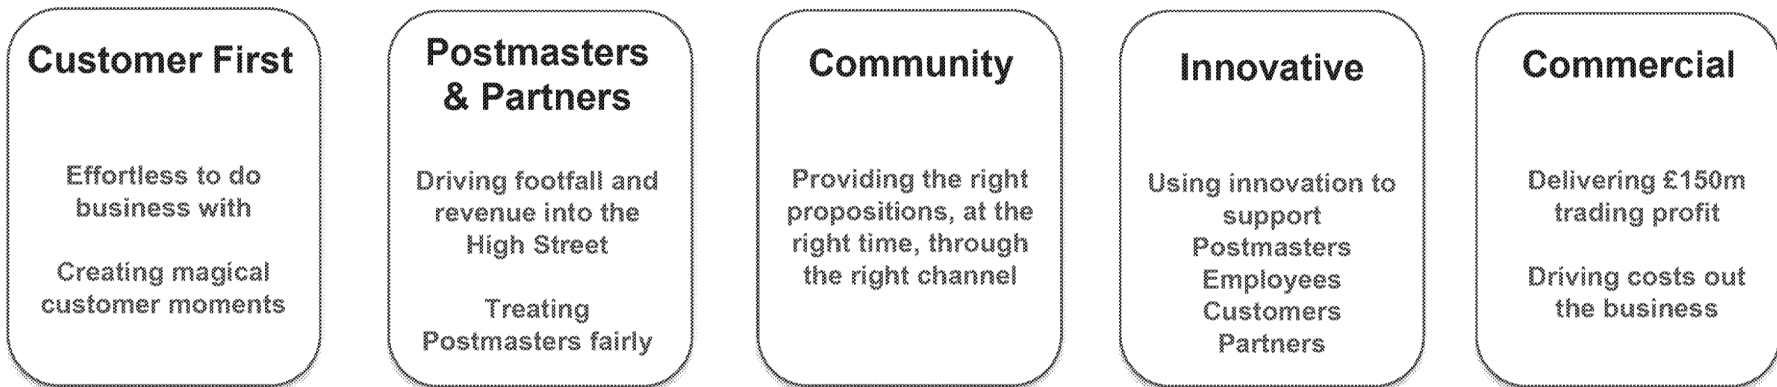 Customer First
Effortless to do
business with
Creating magical
customer moments
Postmasters
& Partners
Driving footfall and
revenue into the
High Street
Treating
Postmasters fairly
Community
Providing the right
propositions, at the
right time, through
the right channel
Innovative
Using innovation to
support
Postmasters
Employees
Customers
Partners
Commercial
Delivering £150m
trading profit
Driving costs out
the business